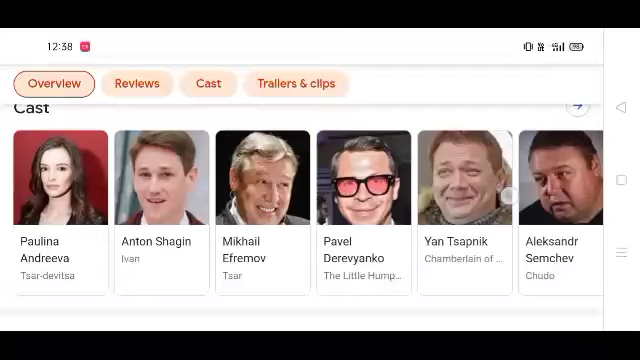 12:38
Overview
Reviews
Cast
Trailers & clips
Cast
Paulina Andreeva
Tsar-devitsa
Anton Shagin
Ivan
Mikhail Efremov
Tsar
Pavel Derevyanko
The Little Hump...
Yan Tsapnik
Chamberlain of ...
Aleksandr Semchev
Chudo